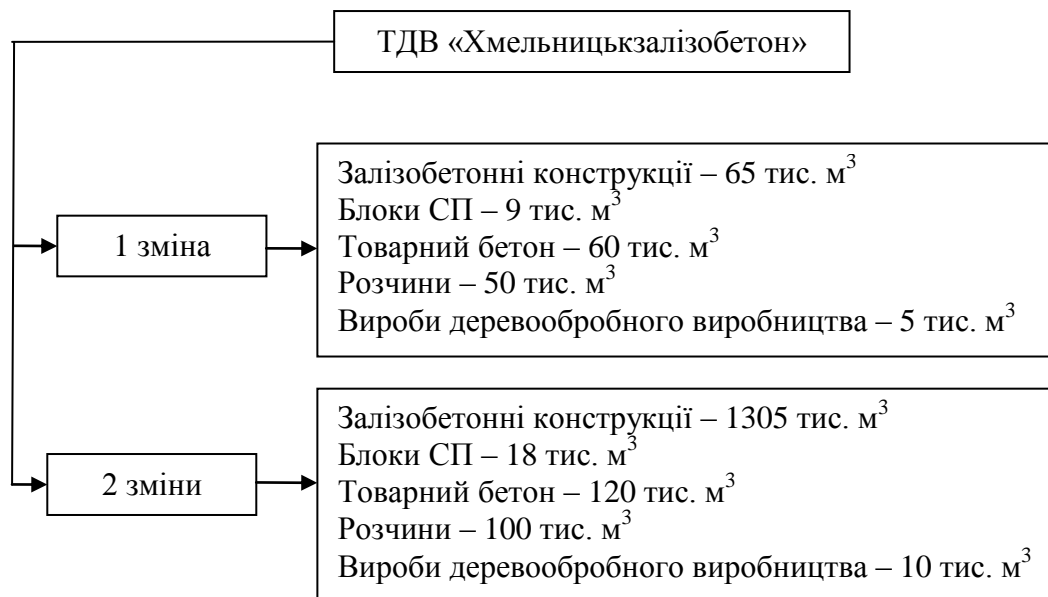 ТДВ «Хмельницькзалізобетон»
1 зміна
Залізобетонні конструкції – 65 тис. м³
Блоки СП – 9 тис. м³
Товарний бетон – 60 тис. м³
Розчини – 50 тис. м³
Вироби деревообробного виробництва – 5 тис. м³
2 зміни
Залізобетонні конструкції – 1305 тис. м³
Блоки СП – 18 тис. м³
Товарний бетон – 120 тис. м³
Розчини – 100 тис. м³
Вироби деревообробного виробництва – 10 тис. м³